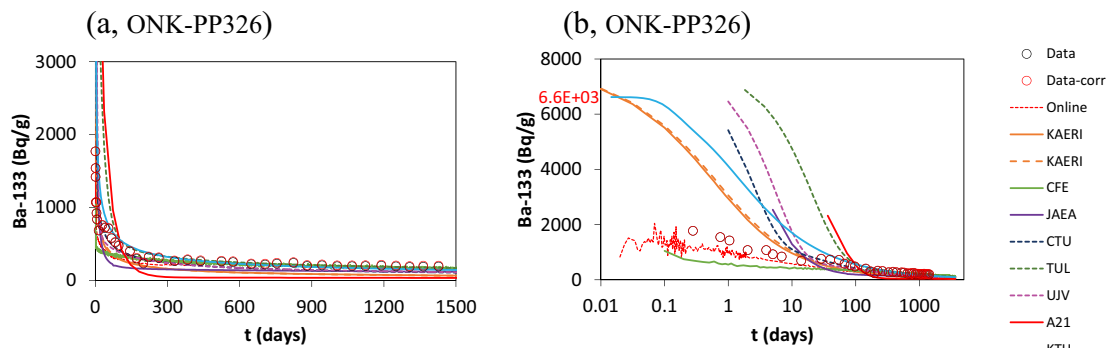 (a, ONK-PP326)
(b, ONK-PP326)
Ba-133 (Bq/g)
3000
2000
1000
0
0
300
600
900
1200
1500
t (days)
Ba-133 (Bq/g)
8000
6.6E+03
6000
4000
2000
0
0.01
0.1
1
10
100
1000
t (days)
Data
Data-corr
Online
KAERI
KAERI
CFE
JAEA
CTU
TUL
UJV
A21
KTH